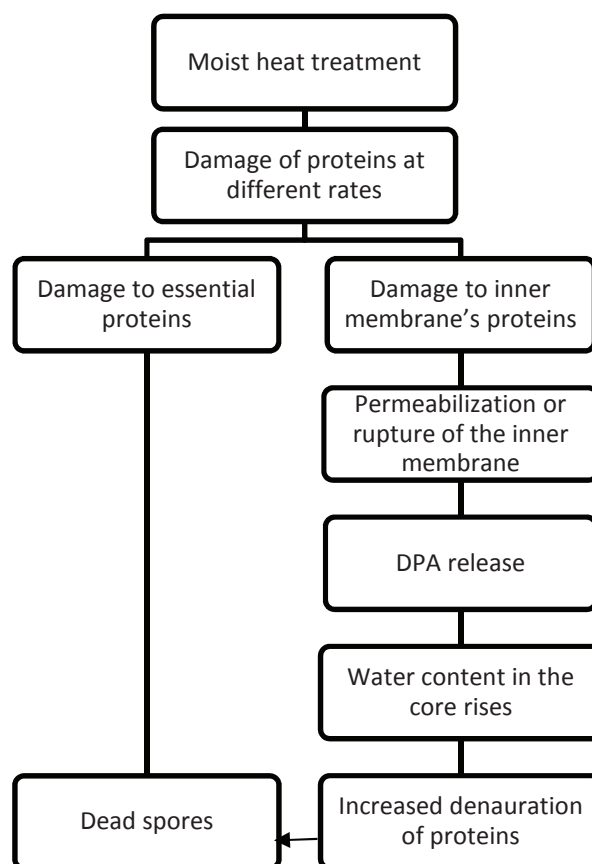 Moist heat treatment
Damage of proteins at
different rates
Damage to essential
proteins
Damage to inner
membrane’s proteins
Permeabilization or
rupture of the inner
membrane
DPA release
Water content in the
core rises
Dead spores
Increased denauration
of proteins